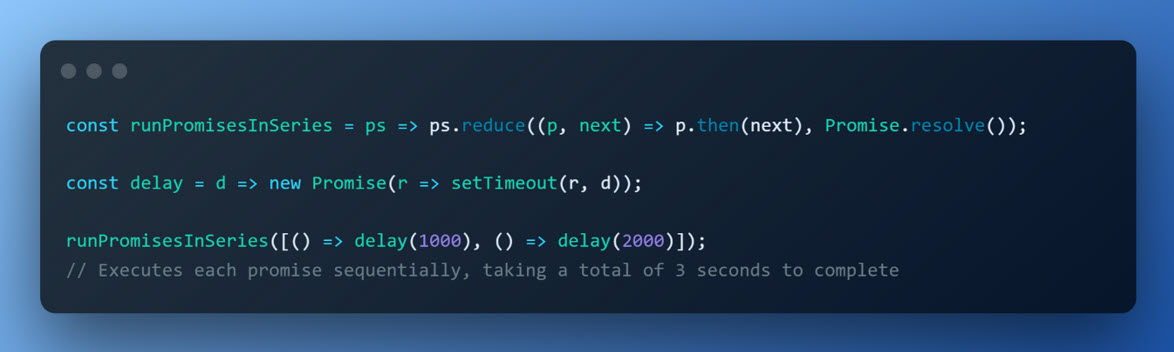 const runPromisesInSeries = ps => ps.reduce((p, next) => p.then(next), Promise.resolve());
const delay = d => new Promise(r => setTimeout(r, d));
runPromisesInSeries([() => delay(1000), () => delay(2000)]);
// Executes each promise sequentially, taking a total of 3 seconds to complete